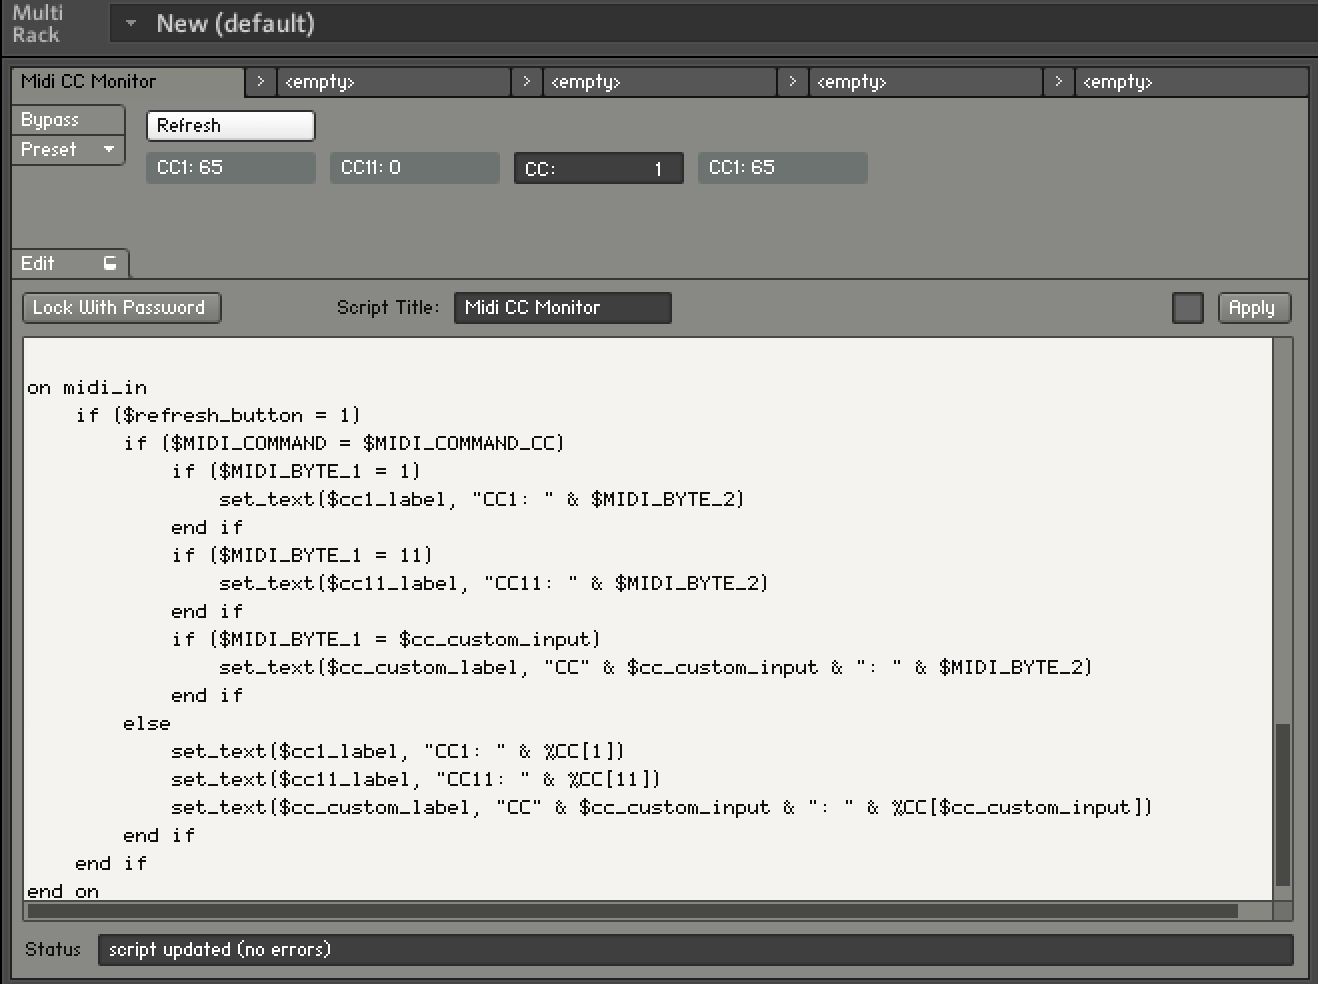 Multi
Rack
New (default)
Midi CC Monitor > <empty> > <empty> > <empty> > <empty>
Bypass
Refresh
Preset
CC1: 65 CC11: 0 CC: 1 CC1: 65
Edit
Lock With Password Script Title: Midi CC Monitor Apply
on midi_in
if ($refresh_button = 1)
if ($MIDI_COMMAND = $MIDI_COMMAND_CC)
if ($MIDI_BYTE_1 = 1)
set_text($cc1_label, "CC1: " & $MIDI_BYTE_2)
end if
if ($MIDI_BYTE_1 = 11)
set_text($cc11_label, "CC11: " & $MIDI_BYTE_2)
end if
if ($MIDI_BYTE_1 = $cc_custom_input)
set_text($cc_custom_label, "CC" & $cc_custom_input & ": " & $MIDI_BYTE_2)
end if
else
set_text($cc1_label, "CC1: " & %CC[1])
set_text($cc11_label, "CC11: " & %CC[11])
set_text($cc_custom_label, "CC" & $cc_custom_input & ": " & %CC[$cc_custom_input])
end if
end if
end on
Status script updated (no errors)